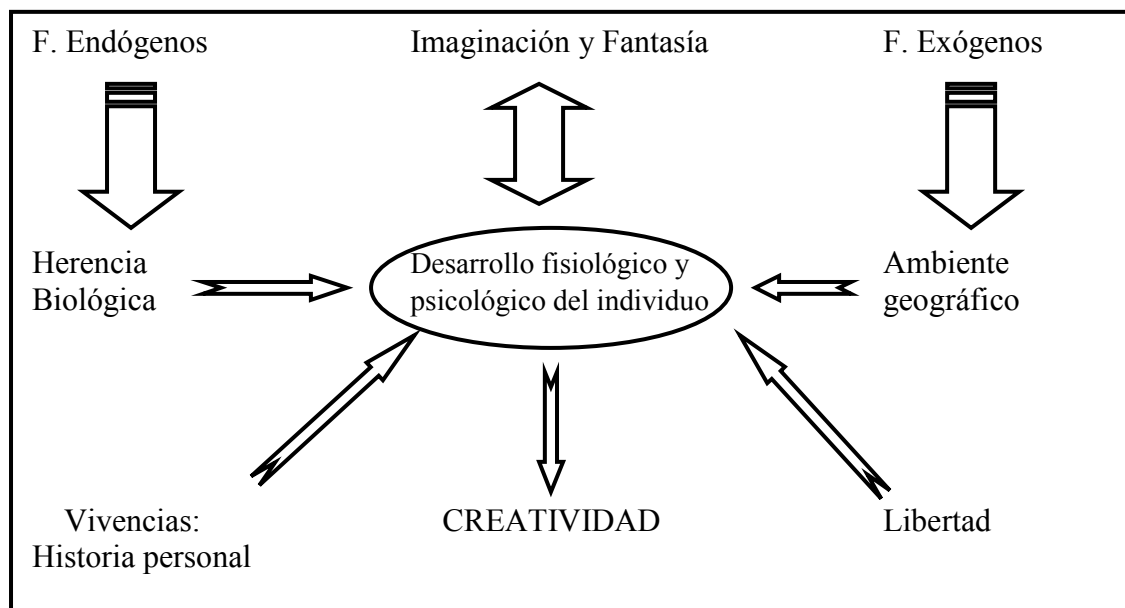 F. Endógenos
Imaginación y Fantasía
F. Exógenos
Herencia
Biológica
Desarrollo fisiológico y
psicológico del individuo
Ambiente
geográfico
Vivencias:
Historia personal
CREATIVIDAD
Libertad